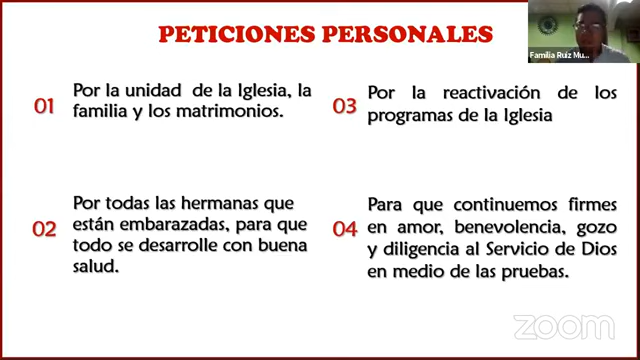 PETICIONES PERSONALES
Familia Ruiz Mu...
01
Por la unidad de la Iglesia, la
familia y los matrimonios.
02
Por todas las hermanas que
están embarazadas, para que
todo se desarrolle con buena
salud.
03
Por la reactivación de los
programas de la Iglesia
04
Para que continuemos firmes
en amor, benevolencia, gozo
y diligencia al Servicio de Dios
en medio de las pruebas.
zoom